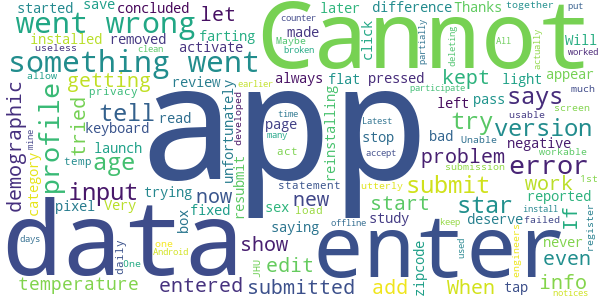 started save concluded let later difference Thanks together put
went wrong farting Cannot
installed removed activate made counter click Maybe broken partially deleting All actually Will worked
useless clean
something went review always flat pressed light appear
allow privacy getting kept pass usable much
demographic profile tried tell read keyboard unfortunately earlier developed app reinstalling time page many Latest stop accept left try says screen
bad Unable version participate
launch age act problem negative error workable 1st
category mine temp input trying now resubmit statement utterly submit submission work
pixel Very box fixed sex new load offline start star deserve reported failed If install
data saying JHU study enter zipcode never even register
days daily One one Android show edit add keep used When engineers tap info notices
temperature entered submitted